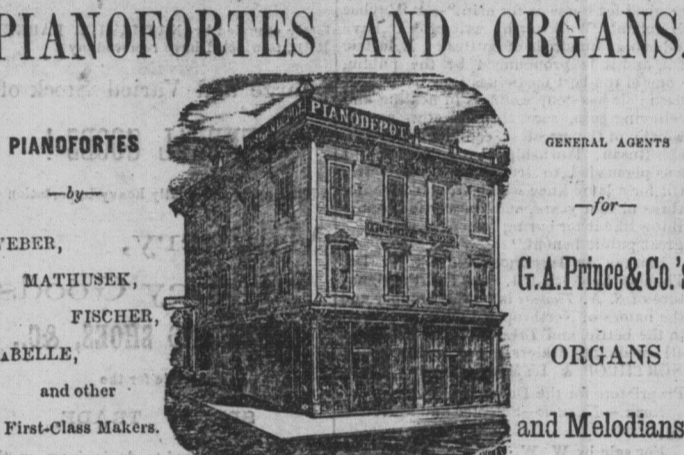 PIANOFORTES AND ORGANS.
PIANODEPOT
PIANOFORTES
—by—
WEBER,
MATHUSEK,
FISCHER,
ABELLE,
and other
First-Class Makers.
GENERAL AGENTS
—for—
G.A. Prince & Co.'s
ORGANS
and Melodians